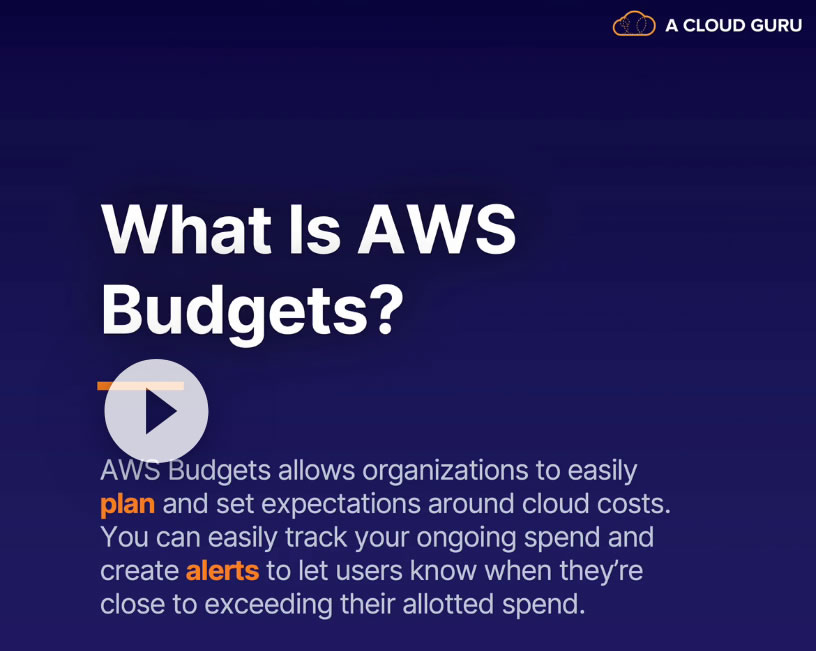 A CLOUD GURU
What Is AWS
Budgets?
AWS Budgets allows organizations to easily
plan and set expectations around cloud costs.
You can easily track your ongoing spend and
create alerts to let users know when they’re
close to exceeding their allotted spend.